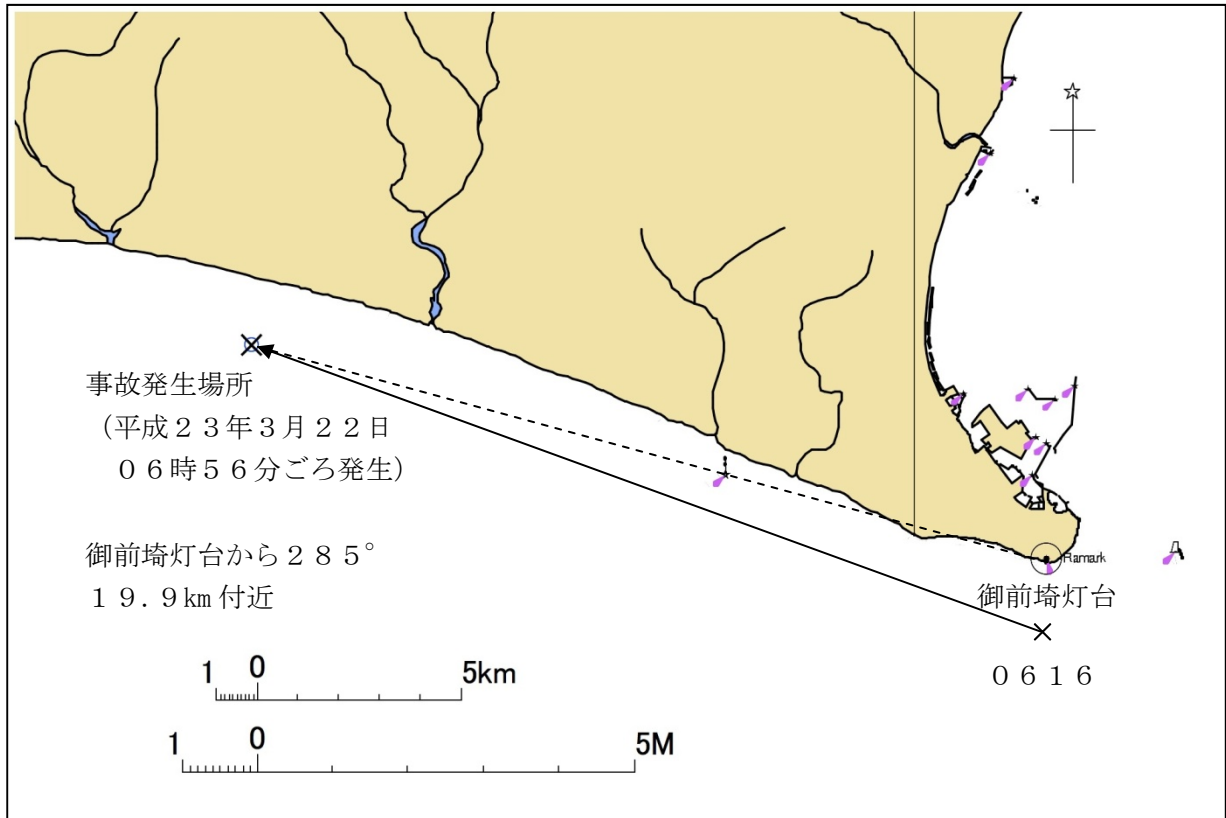 事故発生場所
(平成２３年３月２２日
０６時５６分ごろ発生)
御前埼灯台から２８５°
１９.９㎞付近
Ramark
御前埼灯台
０６１６
1 0 5km
1 0 5M